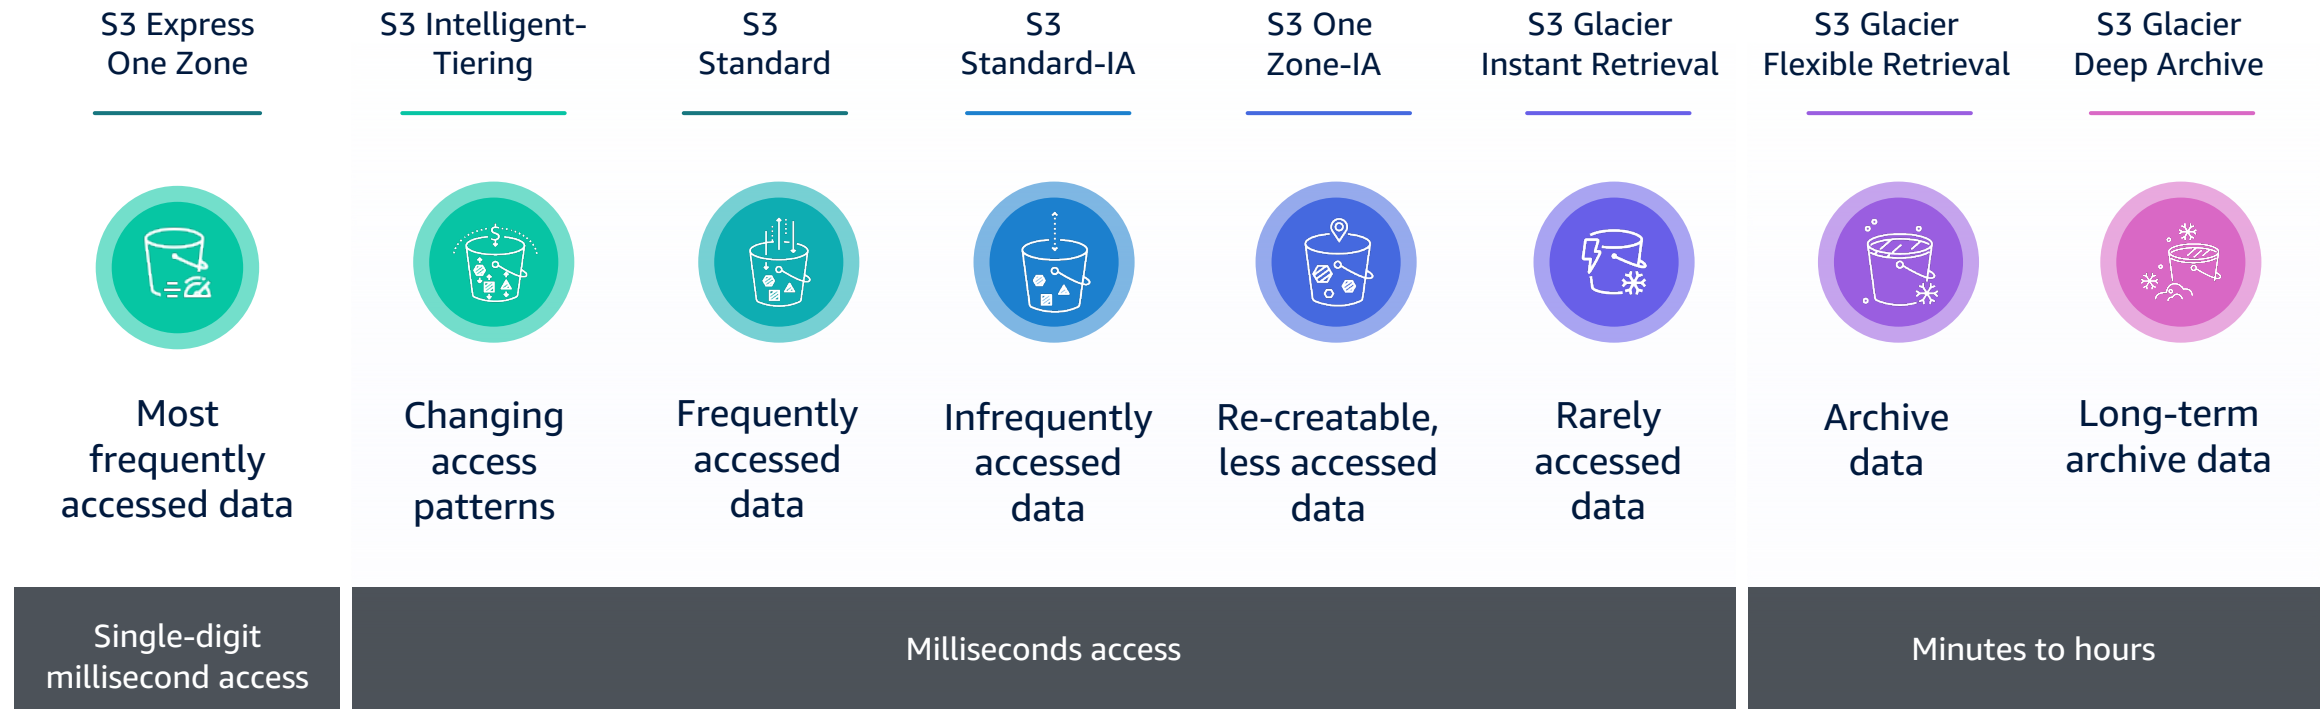 S3 Express
One Zone
S3 Intelligent-
Tiering
S3
Standard
S3
Standard-IA
S3 One
Zone-IA
S3 Glacier
Instant Retrieval
S3 Glacier
Flexible Retrieval
S3 Glacier
Deep Archive
$
Most
frequently
accessed data
Changing
access
patterns
Frequently
accessed
data
Infrequently
accessed
data
Re-creatable,
less accessed
data
Rarely
accessed
data
Archive
data
Long-term
archive data
Single-digit
millisecond access
Milliseconds access
Minutes to hours